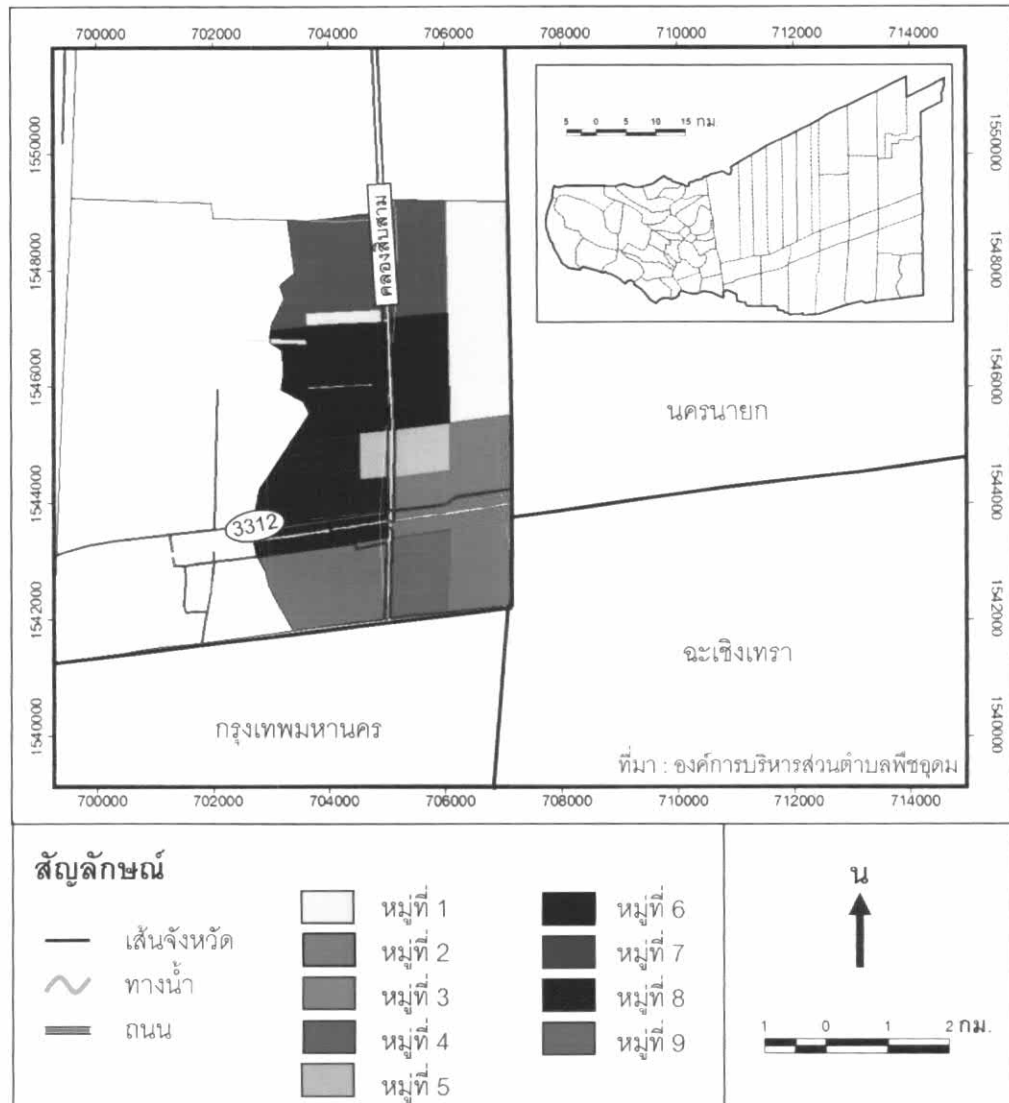 700000 702000 704000 706000 708000 710000 712000 714000
5 0 5 10 15 กม.
1550000
1550000
คลองสิบสาม
1548000
1548000
1546000
1546000
นครนายก
1544000
1544000
3312
1542000
1542000
ฉะเชิงเทรา
กรุงเทพมหานคร
1540000
1540000
ที่มา : องค์การบริหารส่วนตำบลพืชอุดม
700000 702000 704000 706000 708000 710000 712000 714000
สัญลักษณ์
เส้นจังหวัด
ทางน้ำ
ถนน
หมู่ที่ 1
หมู่ที่ 2
หมู่ที่ 3
หมู่ที่ 4
หมู่ที่ 5
หมู่ที่ 6
หมู่ที่ 7
หมู่ที่ 8
หมู่ที่ 9
น
1 0 1 2 กม.